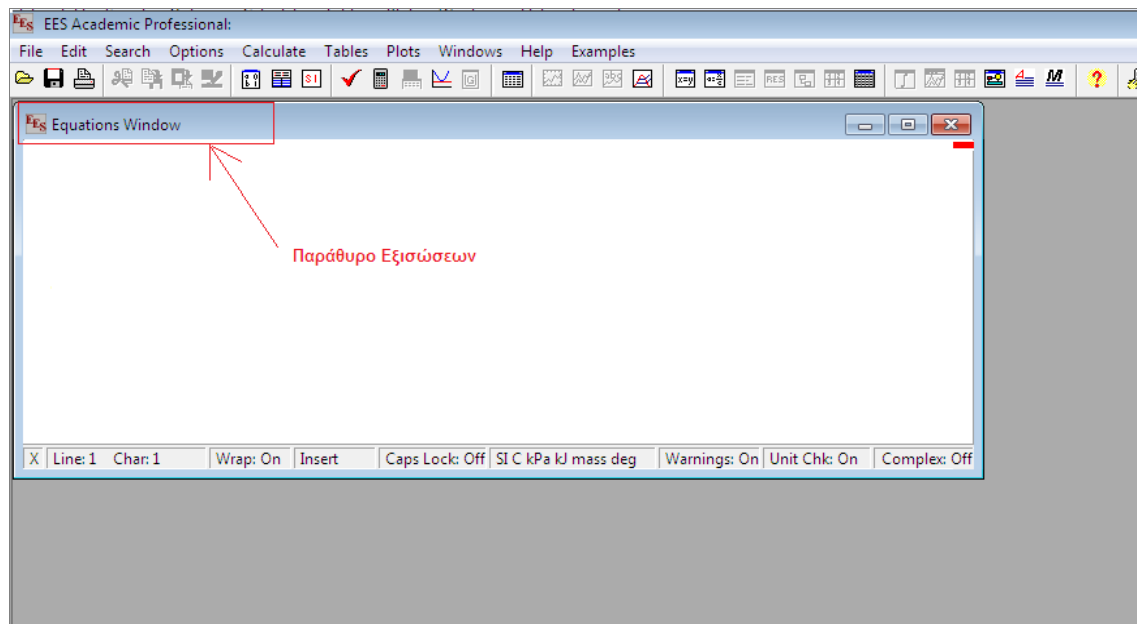 EES EES Academic Professional:
File Edit Search Options Calculate Tables Plots Windows Help Examples
EES Equations Window
Παράθυρο Εξισώσεων
X Line: 1 Char: 1 Wrap: On Insert Caps Lock: Off SI C kPa kJ mass deg Warnings: On Unit Chk: On Complex: Off